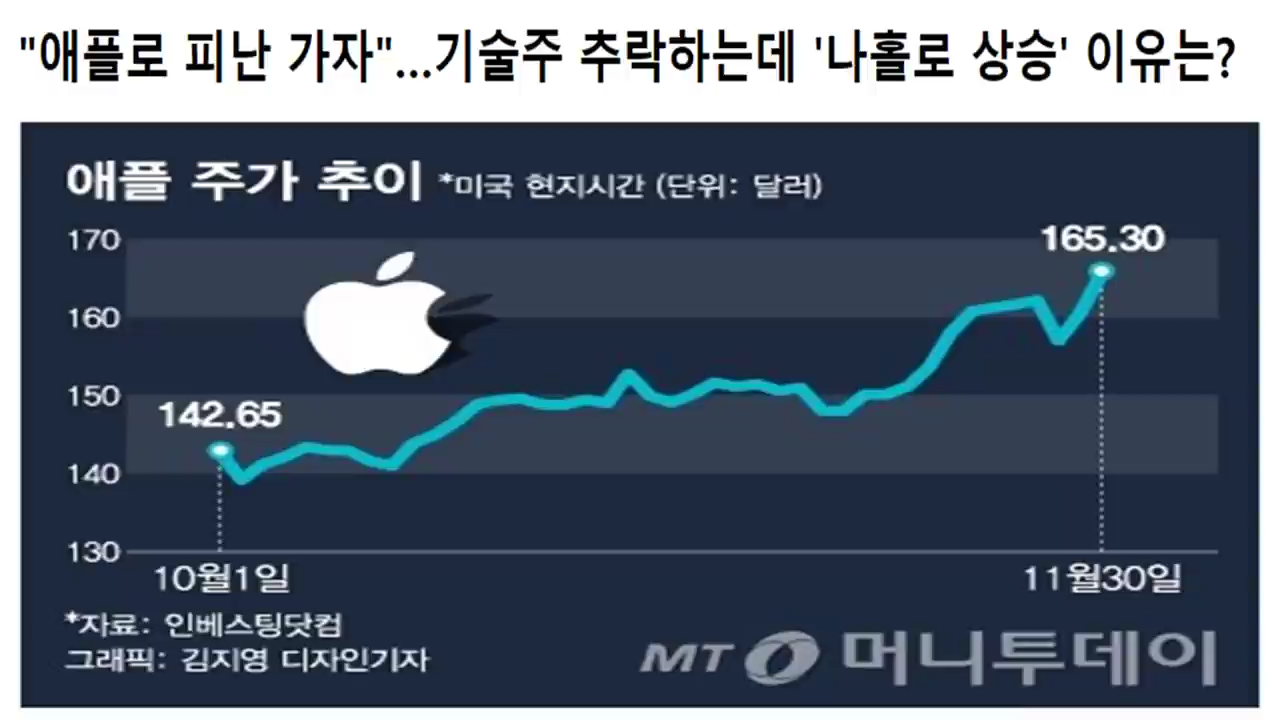 "애플로 피난 가자"...기술주 추락하는데 '나홀로 상승' 이유는?
애플 주가 추이 *미국 현지시간 (단위: 달러)
170
165.30
160
150
142.65
140
130
10월1일
11월30일
*자료: 인베스팅닷컴
그래픽: 김지영 디자인기자
MT 머니투데이